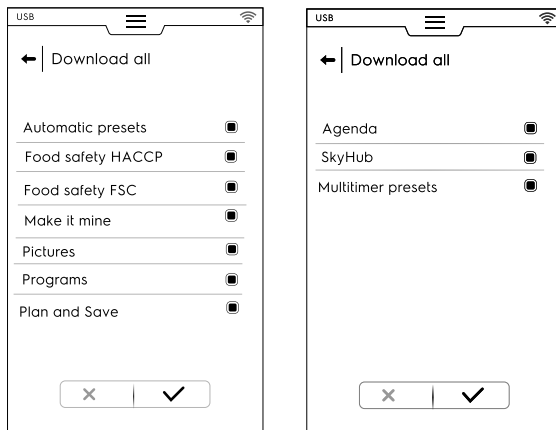 USB
Download all
Automatic presets
Food safety HACCP
Food safety FSC
Make it mine
Pictures
Programs
Plan and Save
USB
Download all
Agenda
SkyHub
Multitimer presets